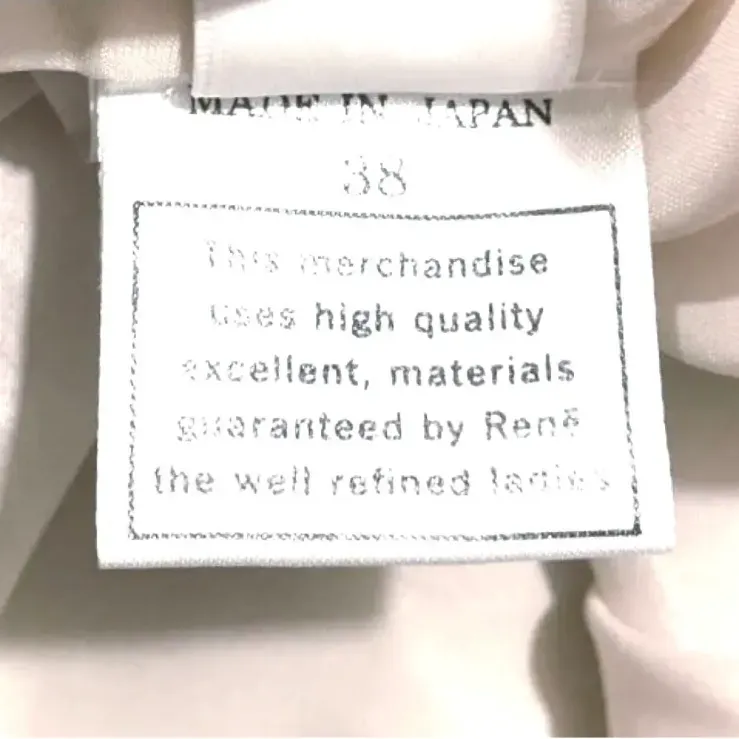 MADE IN JAPAN
38
This merchandise
uses high quality
excellent, materials
guaranteed by René
the well refined ladies